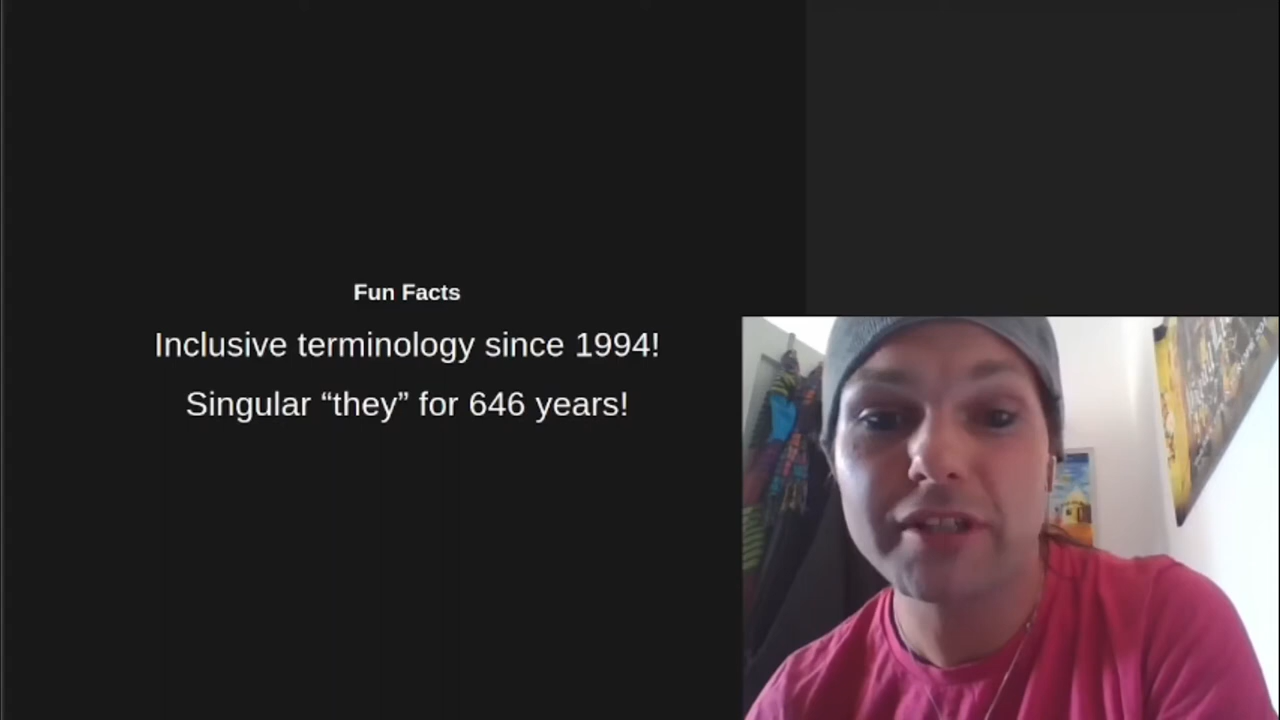 Fun Facts
Inclusive terminology since 1994!
Singular “they” for 646 years!